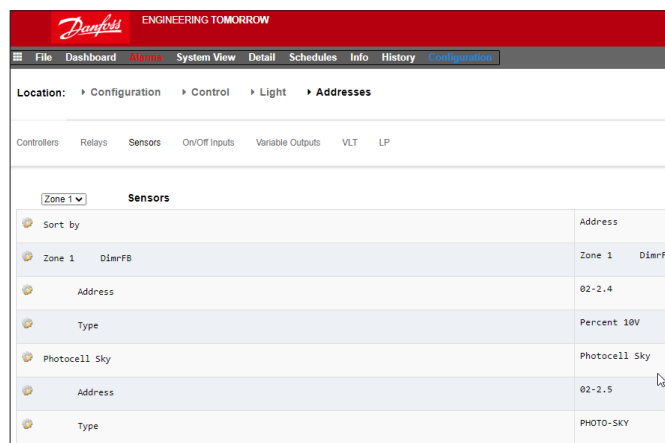 Danfoss ENGINEERING TOMORROW
File Dashboard Alarms System View Detail Schedules Info History Configuration
Location: Configuration Control Light Addresses
Controllers Relays Sensors On/Off Inputs Variable Outputs VLT LP
Zone 1 Sensors
Sort by Address
Zone 1 DimrFB Zone 1 DimrF
Address 02-2.4
Type Percent 10V
Photocell Sky Photocell Sky
Address 02-2.5
Type PHOTO-SKY